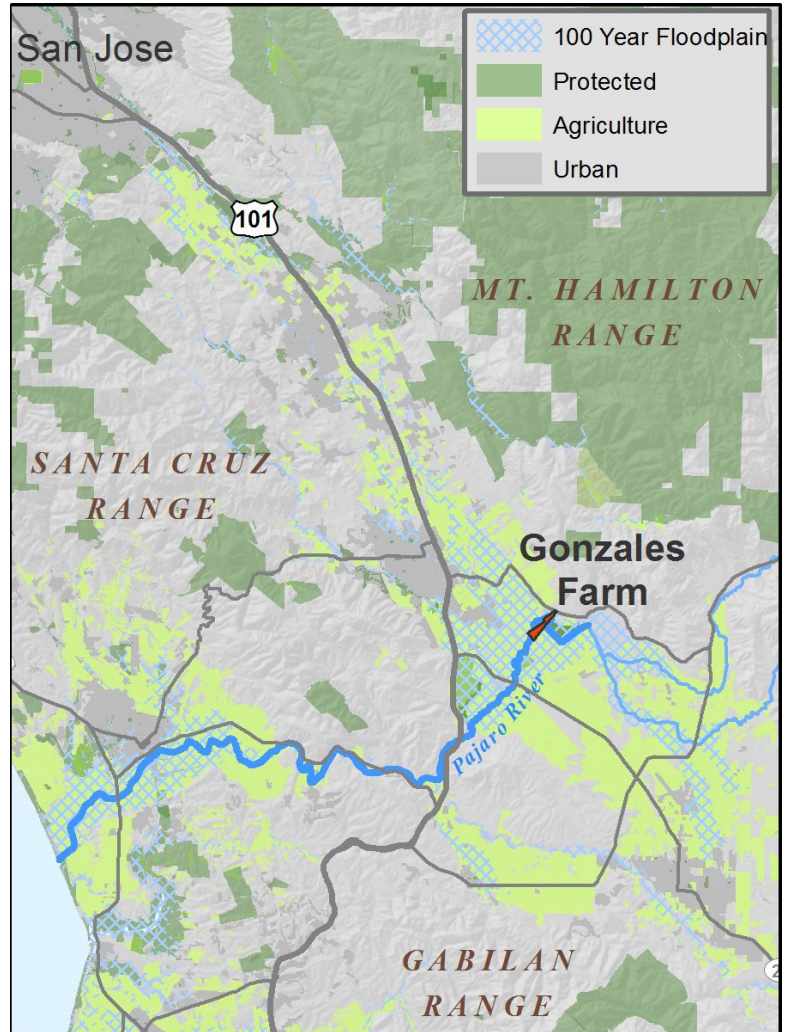 San Jose
100 Year Floodplain
Protected
Agriculture
Urban
101
MT. HAMILTON
RANGE
SANTA CRUZ
RANGE
Gonzales
Farm
Pajaro River
GABILAN
RANGE
2